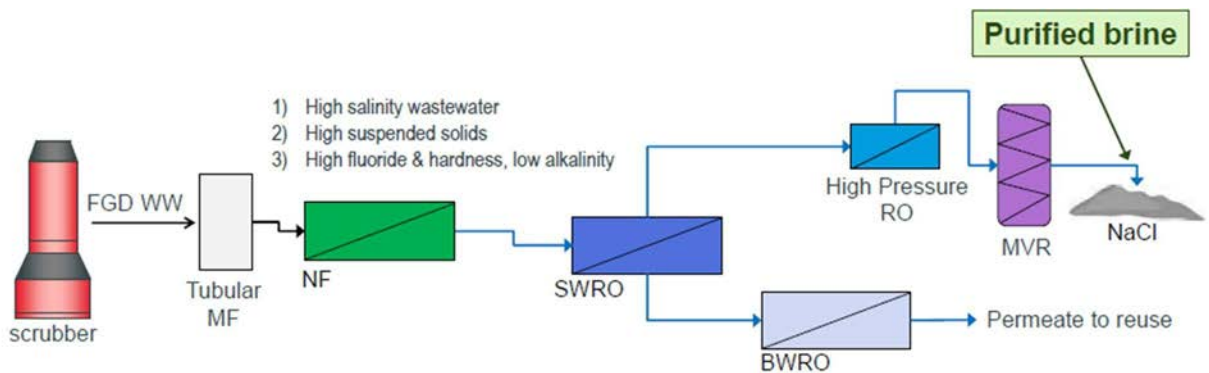 Purified brine
1) High salinity wastewater
2) High suspended solids
3) High fluoride & hardness, low alkalinity
FGD WW
High Pressure
RO
MVR
NaCl
Tubular
MF
NF
SWRO
scrubber
BWRO
Permeate to reuse